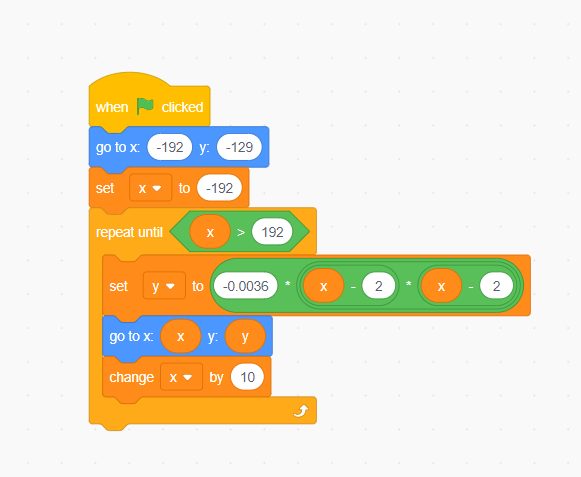 when clicked
go to x: -192 y: -129
set x to -192
repeat until x > 192
set y to -0.0036 * x - 2 * x - 2
go to x: x y: y
change x by 10